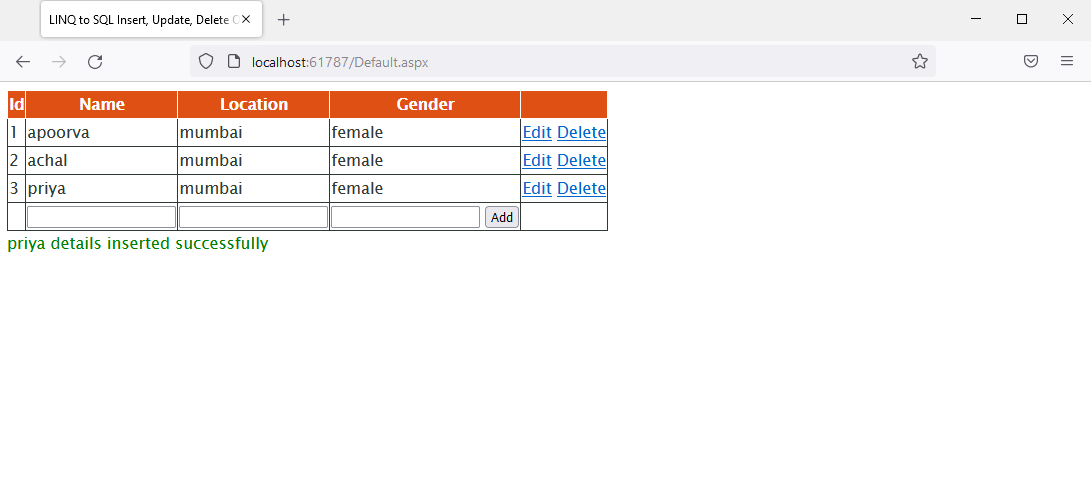 LINQ to SQL Insert, Update, Delete
localhost:61787/Default.aspx
Id Name Location Gender
1 apoorva mumbai female Edit Delete
2 achal mumbai female Edit Delete
3 priya mumbai female Edit Delete
Add
priya details inserted successfully